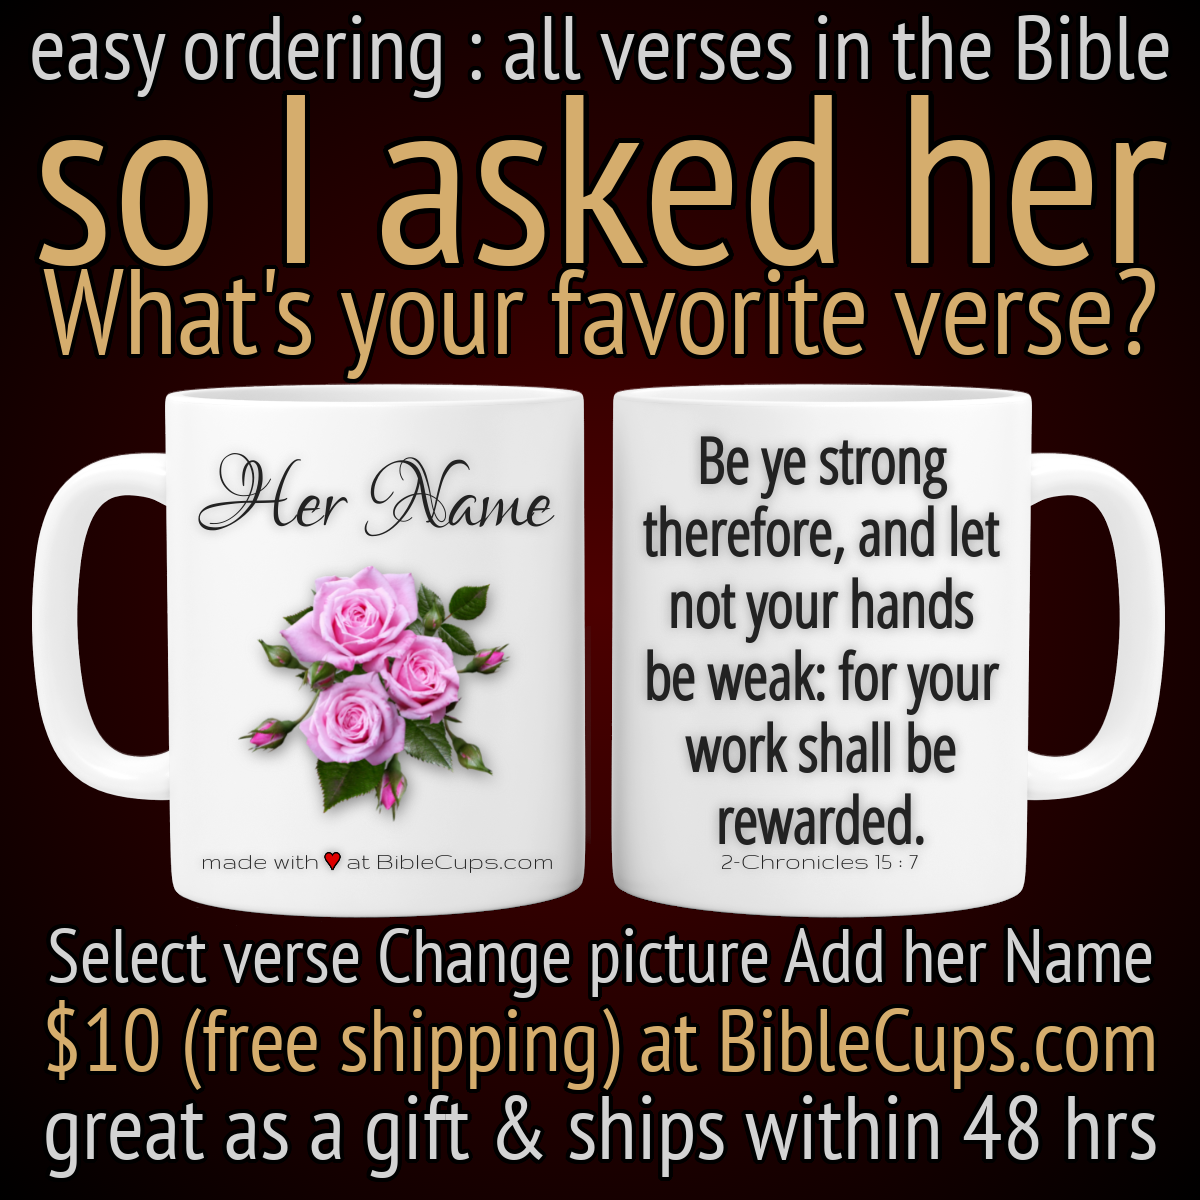 easy ordering : all verses in the Bible
so I asked her
What's your favorite verse?
Her Name
made with ♥ at BibleCups.com
Be ye strong
therefore, and let
not your hands
be weak: for your
work shall be
rewarded.
2-Chronicles 15 : 7
Select verse Change picture Add her Name
$10 (free shipping) at BibleCups.com
great as a gift & ships within 48 hrs